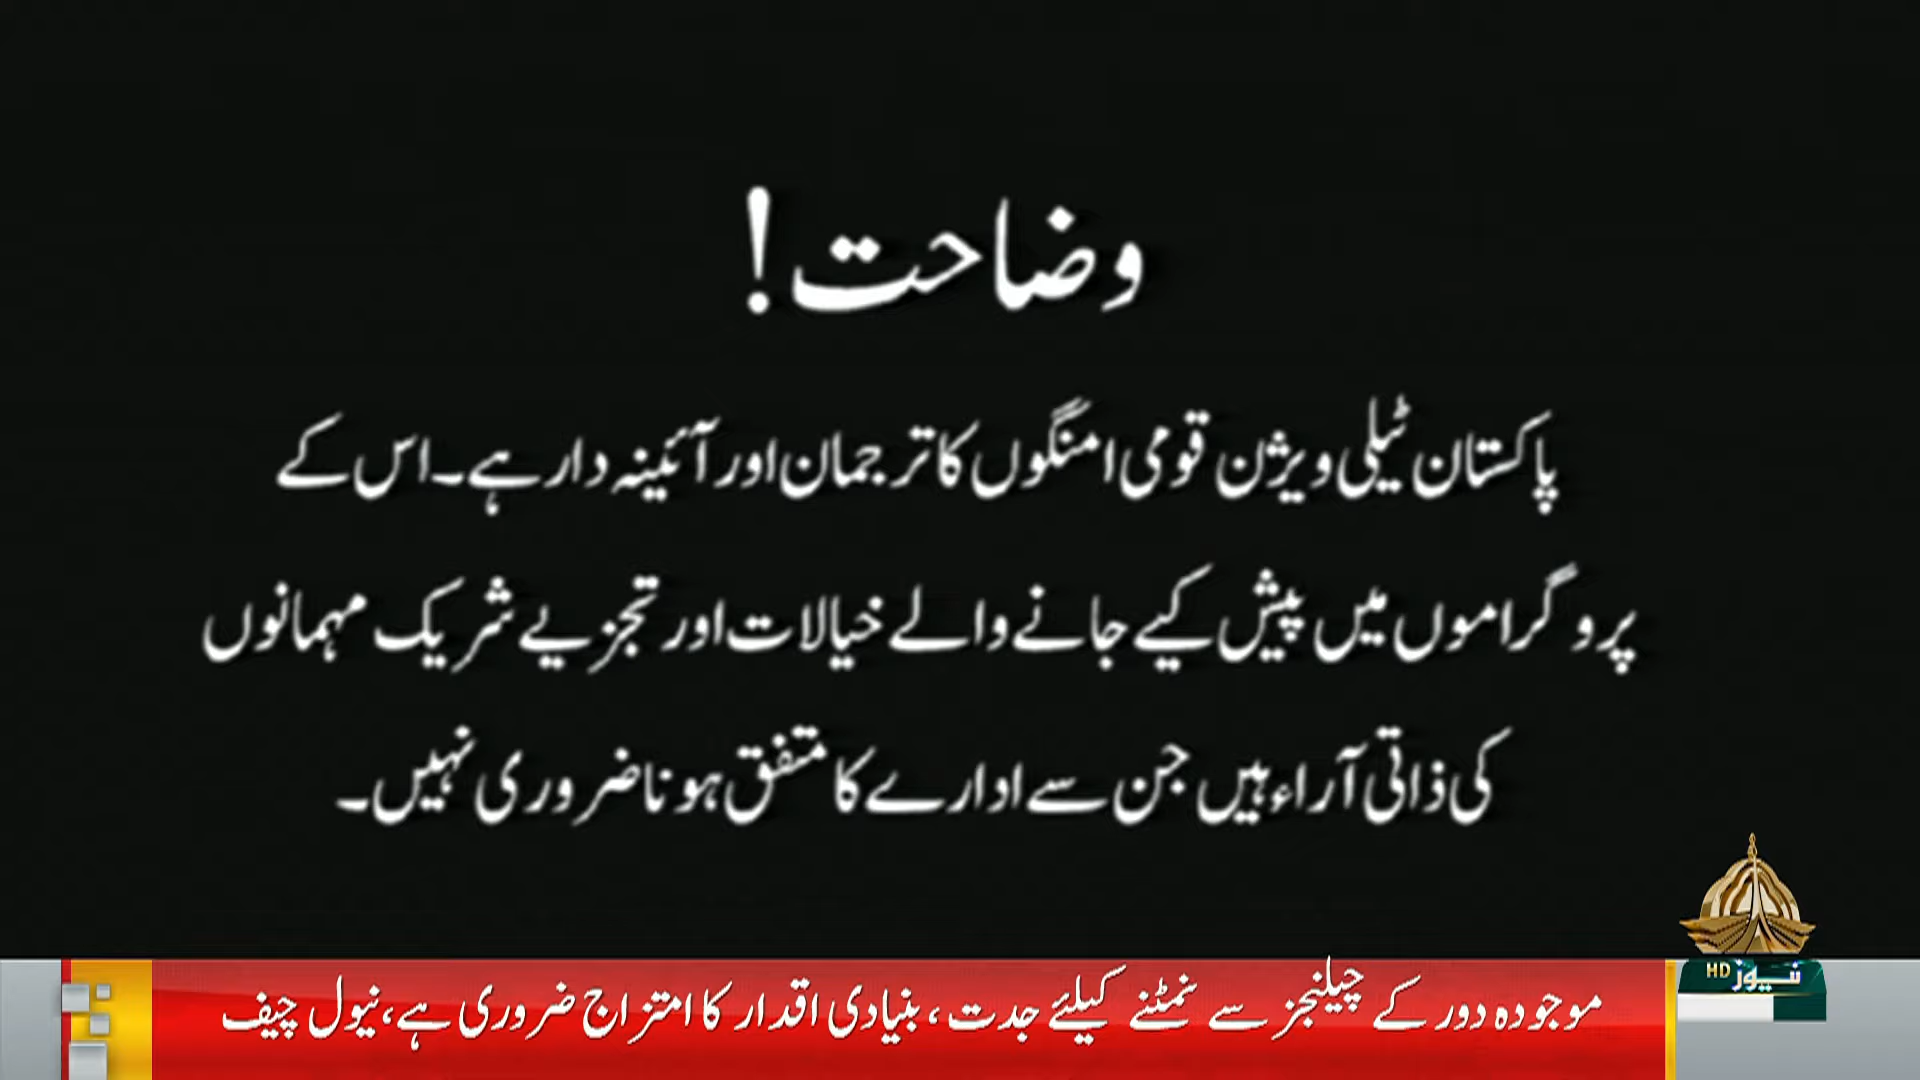 وضاحت!
پاکستان ٹیلی ویژن قومی امنگوں کا ترجمان اور آئینہ دار ہے۔ اس کے
پروگراموں میں پیش کیے جانے والے خیالات اور تجزیے شریک مہمانوں
کی ذاتی آراء ہیں جن سے ادارے کا متفق ہونا ضروری نہیں۔
نیوز HD
موجودہ دور کے چیلنجز سے نمٹنے کیلئے جدت، بنیادی اقدار کا امتزاج ضروری ہے، نیول چیف